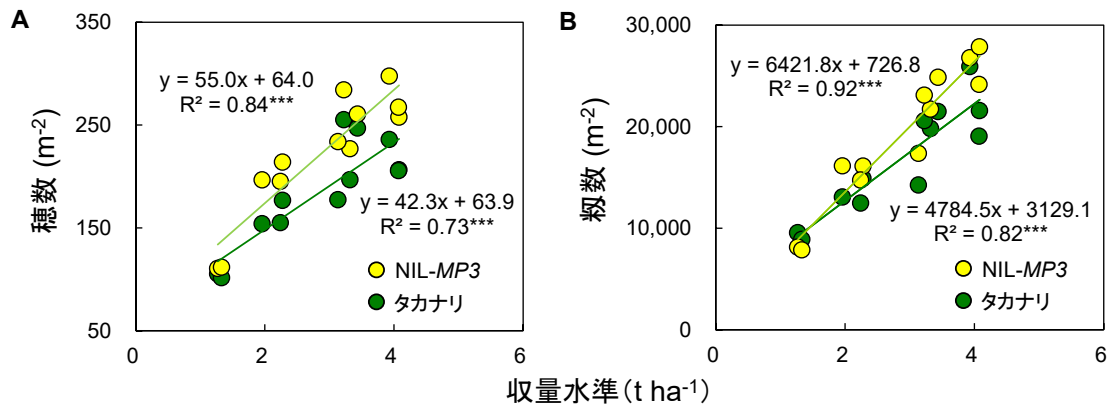 A
350
250
150
50
0
2
4
6
穂数 (m⁻²)
y = 55.0x + 64.0
R² = 0.84***
y = 42.3x + 63.9
R² = 0.73***
NIL-MP3
タカナリ
B
30,000
20,000
10,000
0
0
2
4
6
籾数 (m⁻²)
y = 6421.8x + 726.8
R² = 0.92***
y = 4784.5x + 3129.1
R² = 0.82***
NIL-MP3
タカナリ
収量水準(t ha⁻¹)